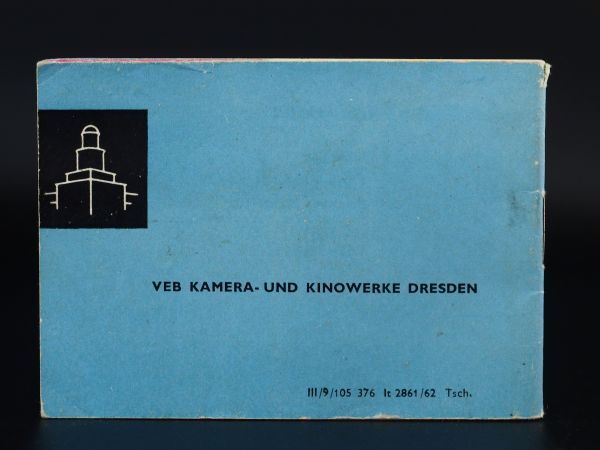 VEB KAMERA- UND KINOWERKE DRESDEN
III/9/105 376 It 2861/62 Tsch.